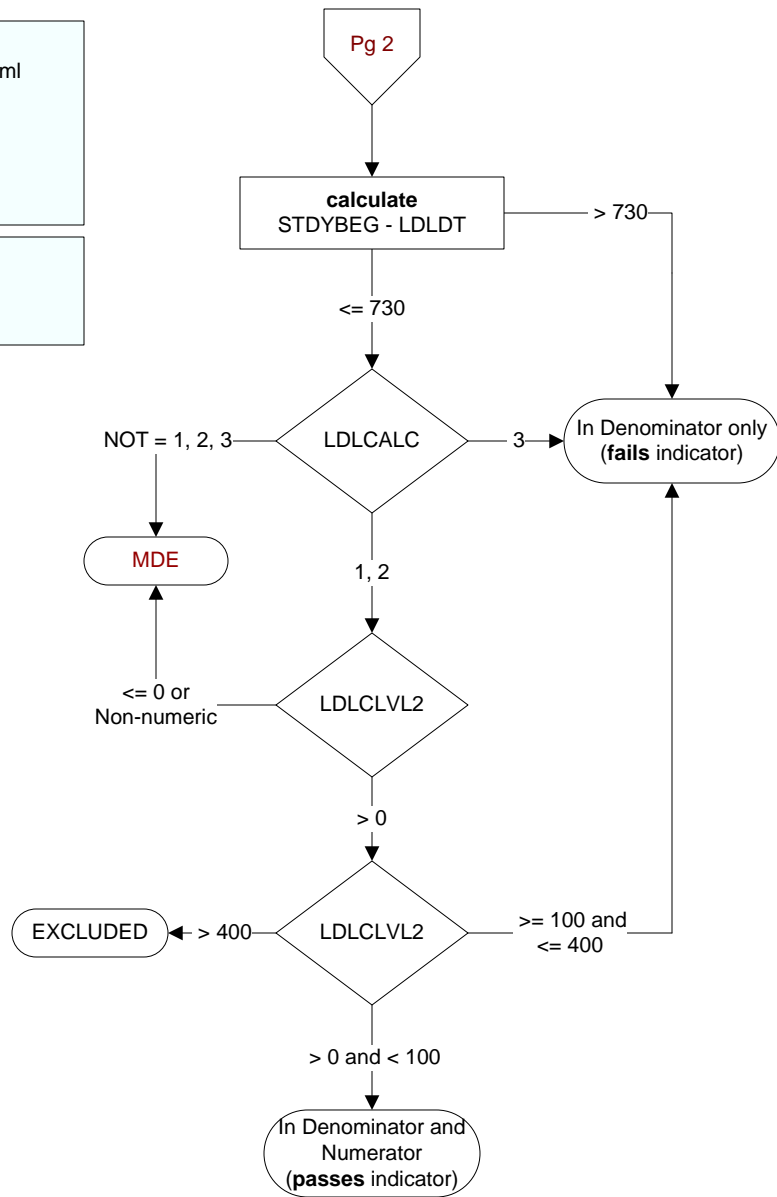 Pg 2
ml
calculate
STDYBEG - LDLDT
> 730
<= 730
In Denominator only
(fails indicator)
NOT = 1, 2, 3
LDLCALC
3
MDE
1, 2
<= 0 or
Non-numeric
LDLCLVL2
> 0
EXCLUDED
> 400
LDLCLVL2
>= 100 and
<= 400
> 0 and < 100
In Denominator and
Numerator
(passes indicator)